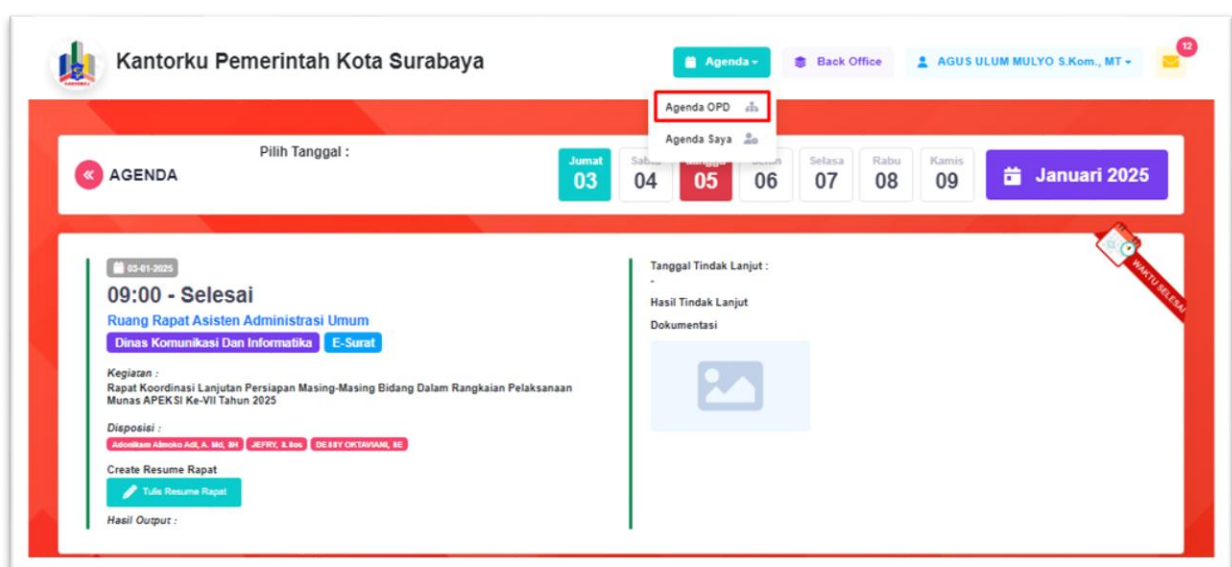 Kantorku Pemerintah Kota Surabaya
Agenda
Back Office
AGUS ULUM MULYO S.Kom., MT
12
Agenda OPD
Agenda Saya
AGENDA
Pilih Tanggal :
Jumat
03
04
05
06
Selasa
07
Rabu
08
Kamis
09
Januari 2025
03-01-2025
09:00 - Selesai
Ruang Rapat Asisten Administrasi Umum
Dinas Komunikasi Dan Informatika
E-Surat
Kegiatan :
Rapat Koordinasi Lanjutan Persiapan Masing-Masing Bidang Dalam Rangkaian Pelaksanaan
Munas APEKSI Ke-VII Tahun 2025
Disposisi :
JEFRY, S.Sos
DESSY OKTAVIANI, SE
Create Resume Rapat
Tulis Resume Rapat
Hasil Output :
Tanggal Tindak Lanjut :
-
Hasil Tindak Lanjut
Dokumentasi
WAKTU SELESAI